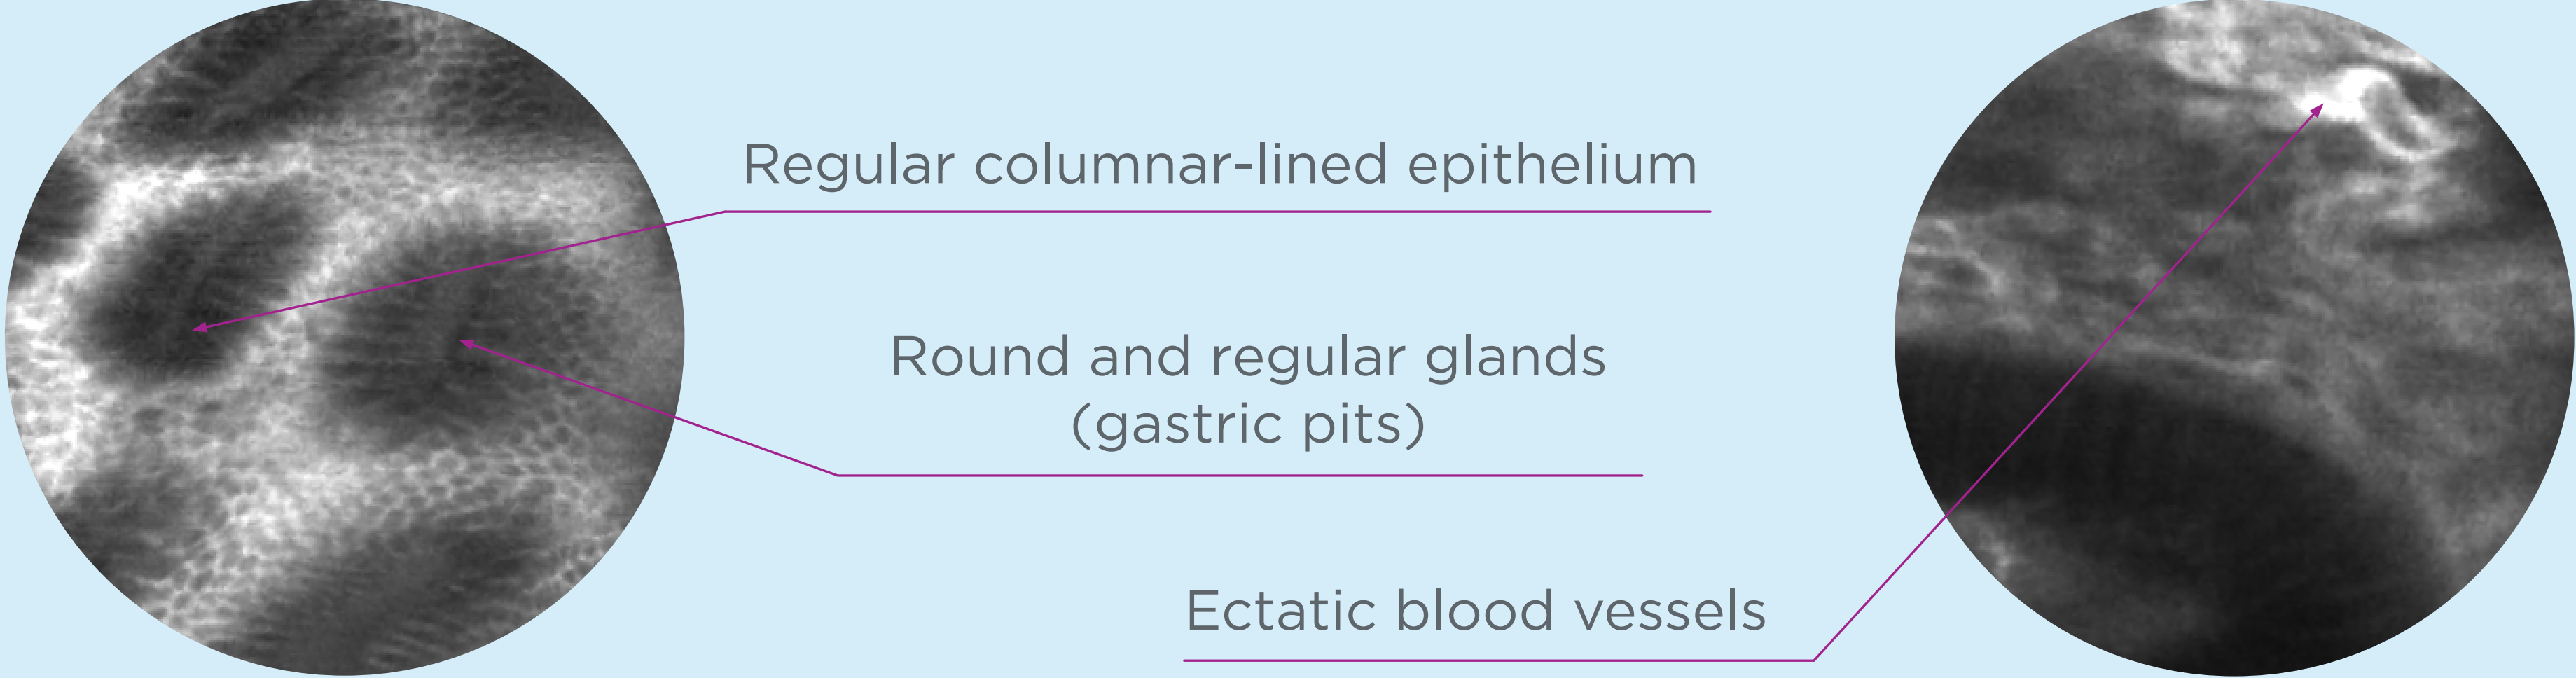 Regular columnar-lined epithelium
Round and regular glands
(gastric pits)
Ectatic blood vessels